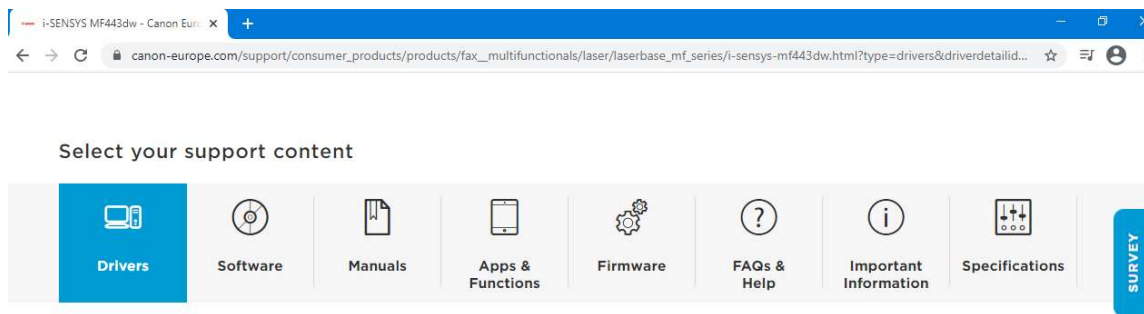 i-SENSYS MF443dw - Canon Eur
canon-europe.com/support/consumer_products/products/fax__multifunctionals/laser/laserbase_mf_series/i-sensys-mf443dw.html?type=drivers&driverdetailid...
Select your support content
Drivers
Software
Manuals
Apps &
Functions
Firmware
FAQs &
Help
Important
Information
Specifications
SURVEY